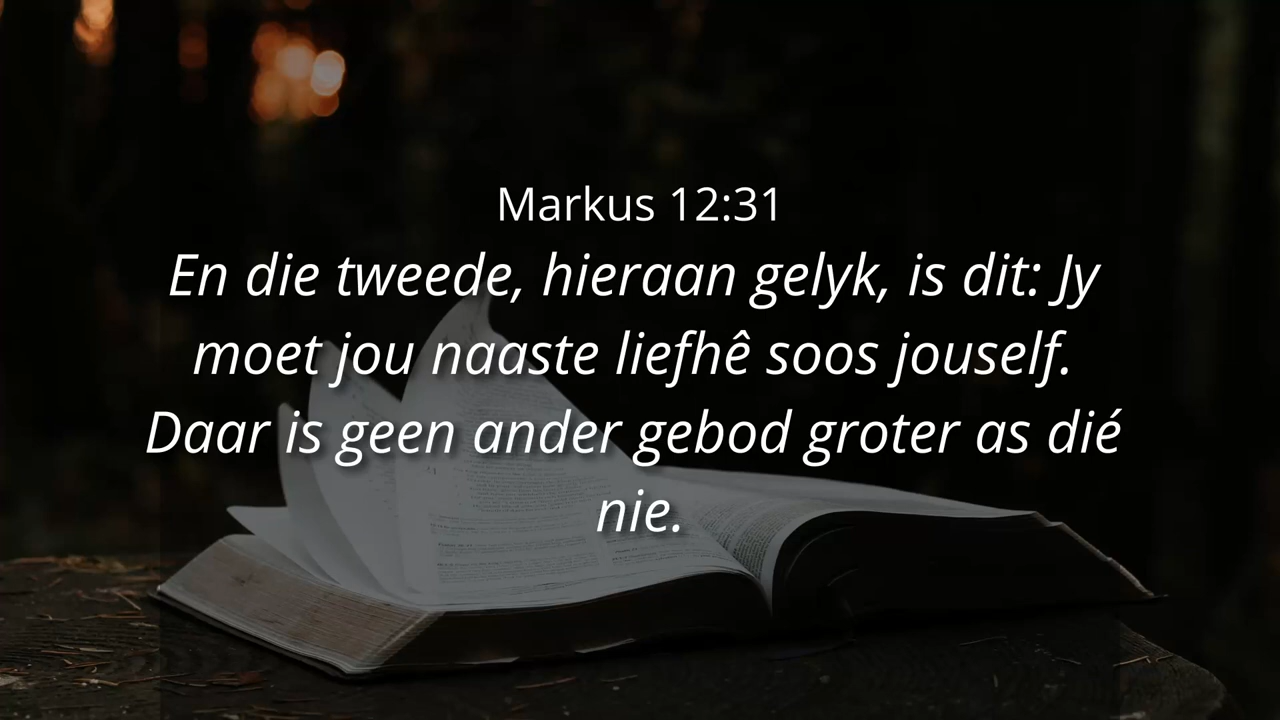 Markus 12:31
En die tweede, hieraan gelyk, is dit: Jy
moet jou naaste liefhê soos jouself.
Daar is geen ander gebod groter as dié
nie.